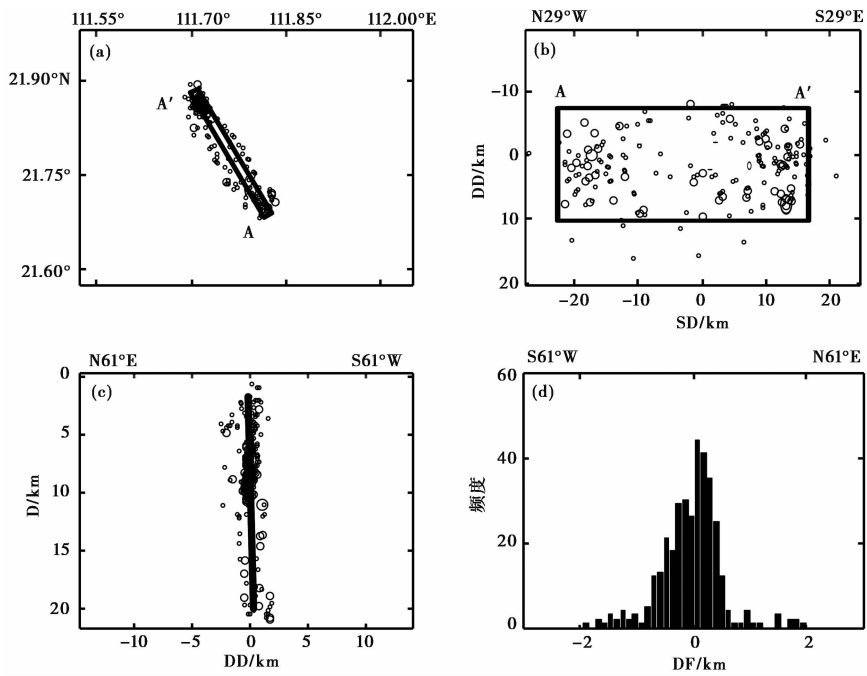 111.55° 111.70° 111.85° 112.00°E
(a)
21.90°N
A′
21.75°
A
21.60°
N29°W S29°E
(b)
-10
A A′
0
10
20
DD/km
-20 -10 0 10 20
SD/km
N61°E S61°W
(c)
0
5
10
15
20
D/km
-10 -5 0 5 10
DD/km
S61°W N61°E
(d)
60
40
20
0
频度
-2 0 2
DF/km